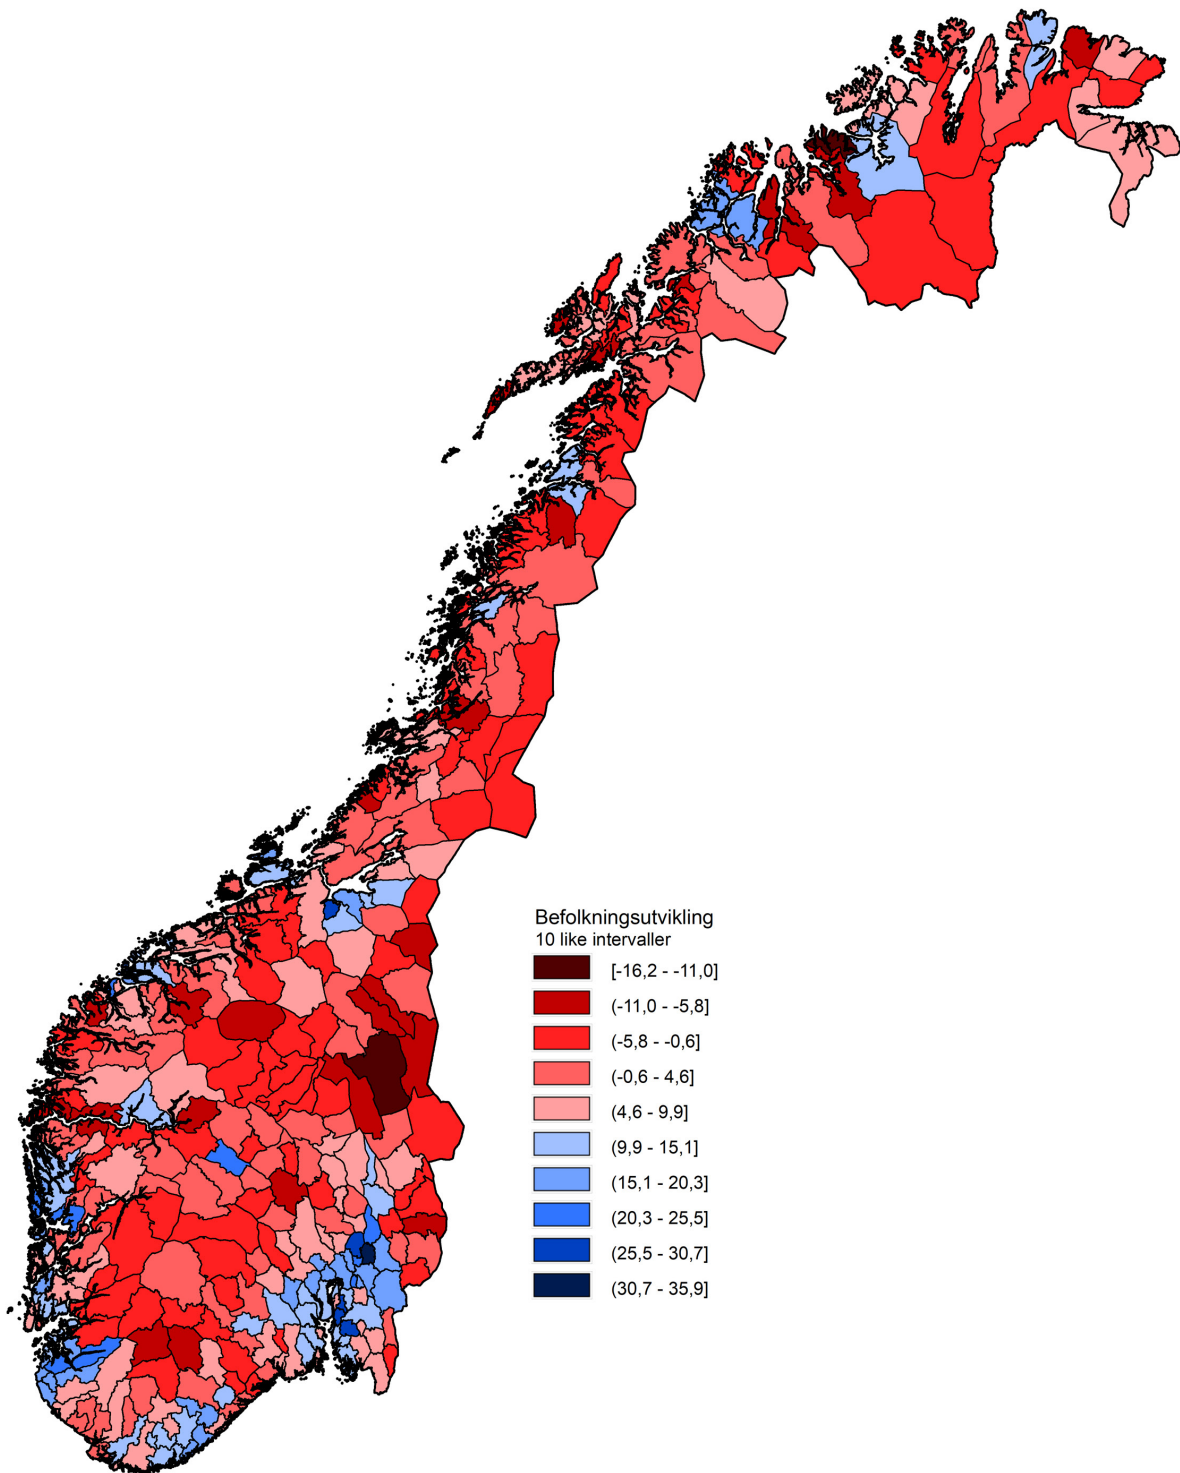 Befolkningsutvikling
10 like intervaller
[-16,2 - -11,0]
(-11,0 - -5,8]
(-5,8 - -0,6]
(-0,6 - 4,6]
(4,6 - 9,9]
(9,9 - 15,1]
(15,1 - 20,3]
(20,3 - 25,5]
(25,5 - 30,7]
(30,7 - 35,9]